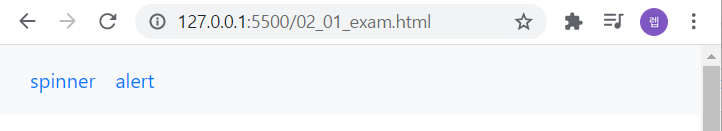 127.0.0.1:5500/02_01_exam.html
렙
spinner alert